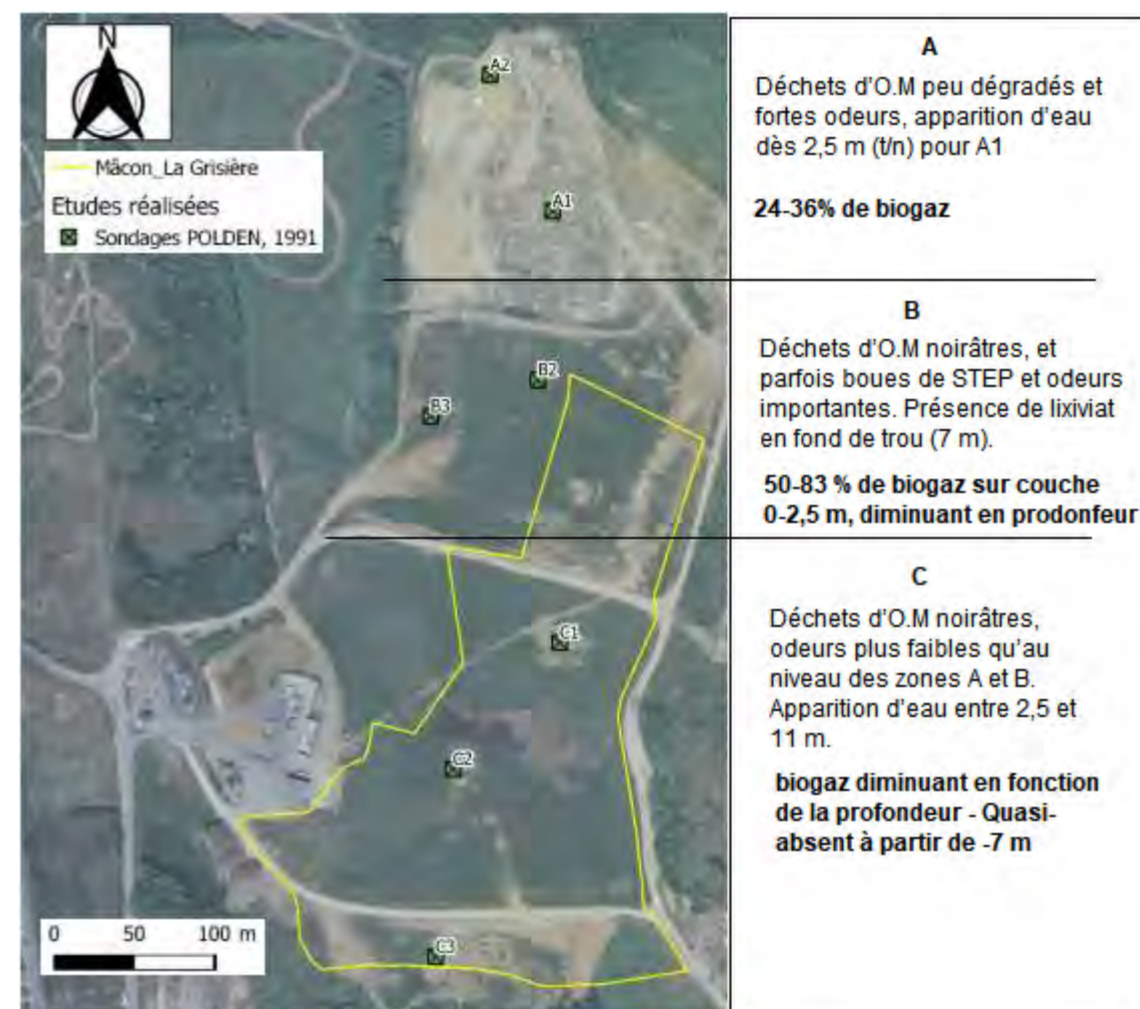 N
Mâcon_La Grisière
Etudes réalisées
Sondages POLDEN, 1991
A2
A1
B2
B3
C1
C2
C3
0 50 100 m
A
Déchets d'O.M peu dégradés et
fortes odeurs, apparition d'eau
dès 2,5 m (t/n) pour A1
24-36% de biogaz
B
Déchets d'O.M noirâtres, et
parfois boues de STEP et odeurs
importantes. Présence de lixiviat
en fond de trou (7 m).
50-83 % de biogaz sur couche
0-2,5 m, diminuant en prodonfeur
C
Déchets d'O.M noirâtres,
odeurs plus faibles qu'au
niveau des zones A et B.
Apparition d'eau entre 2,5 et
11 m.
biogaz diminuant en fonction
de la profondeur - Quasi-
absent à partir de -7 m